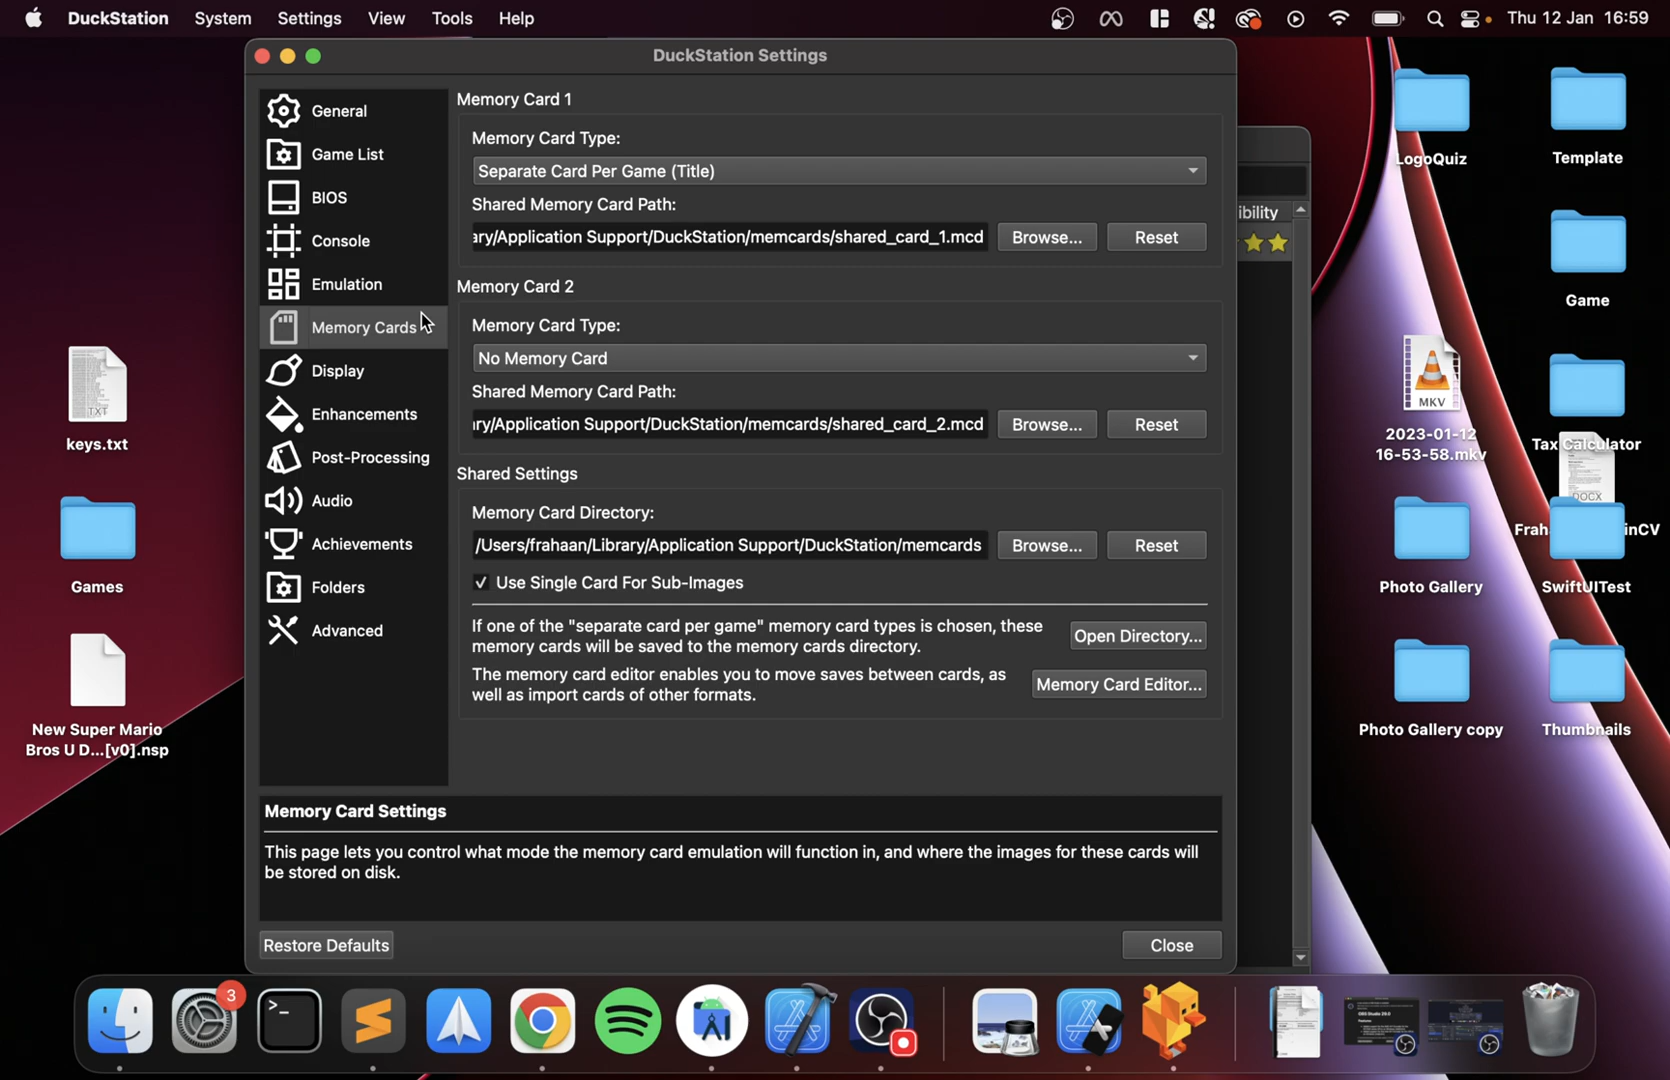 DuckStation System Settings View Tools Help Thu 12 Jan 16:59
DuckStation Settings
General
Game List
BIOS
Console
Emulation
Memory Cards
Display
Enhancements
Post-Processing
Audio
Achievements
Folders
Advanced
Memory Card 1
Memory Card Type:
Separate Card Per Game (Title)
Shared Memory Card Path:
ary/Application Support/DuckStation/memcards/shared_card_1.mcd Browse... Reset
Memory Card 2
Memory Card Type:
No Memory Card
Shared Memory Card Path:
ry/Application Support/DuckStation/memcards/shared_card_2.mcd Browse... Reset
Shared Settings
Memory Card Directory:
/Users/frahaan/Library/Application Support/DuckStation/memcards Browse... Reset
Use Single Card For Sub-Images
If one of the "separate card per game" memory card types is chosen, these
memory cards will be saved to the memory cards directory.
Open Directory...
The memory card editor enables you to move saves between cards, as
well as import cards of other formats.
Memory Card Editor...
Memory Card Settings
This page lets you control what mode the memory card emulation will function in, and where the images for these cards will
be stored on disk.
Restore Defaults Close
ibility
TXT
keys.txt
Games
New Super Mario
Bros U D...[v0].nsp
LogoQuiz
Template
Game
MKV
2023-01-12
16-53-58.mkv
Tax Calculator
DOCX
Frah
inCV
Photo Gallery
SwiftUITest
Photo Gallery copy
Thumbnails
3